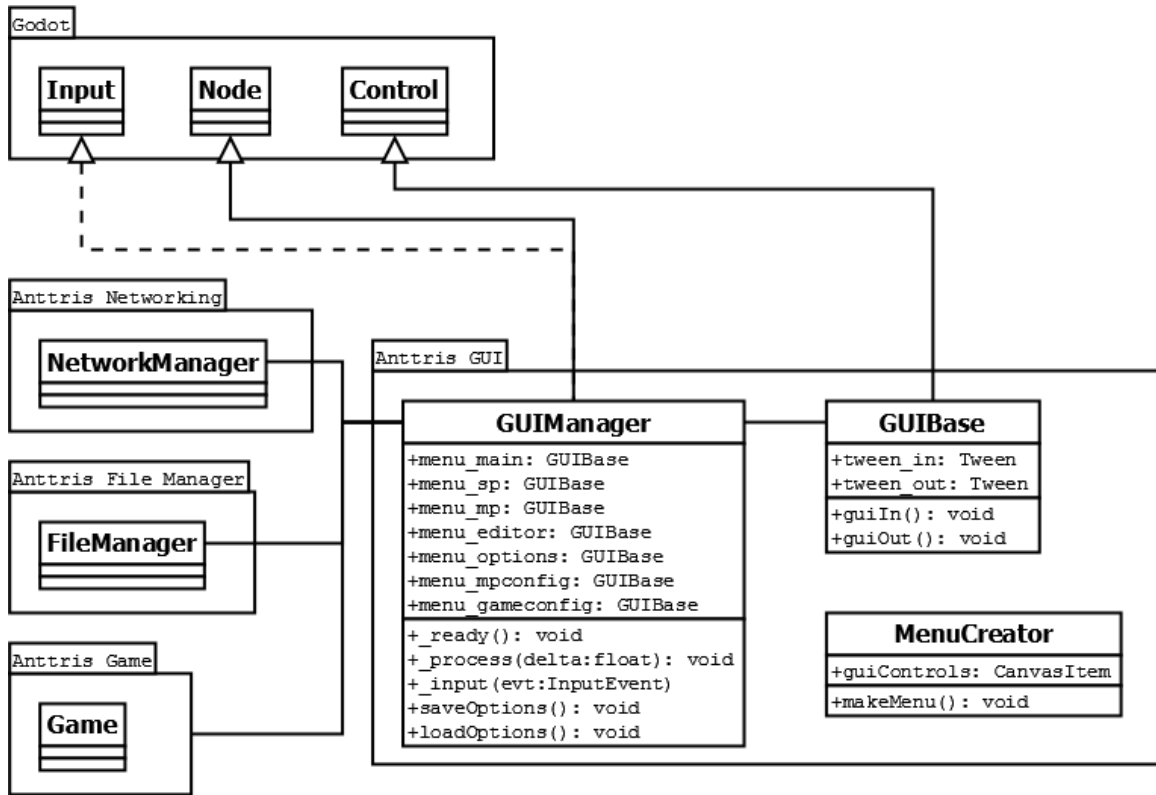 Godot
Input
Node
Control
Anttris Networking
NetworkManager
Anttris File Manager
FileManager
Anttris Game
Game
Anttris GUI
GUIManager
+menu_main: GUIBase
+menu_sp: GUIBase
+menu_mp: GUIBase
+menu_editor: GUIBase
+menu_options: GUIBase
+menu_mpconfig: GUIBase
+menu_gameconfig: GUIBase
+_ready(): void
+_process(delta:float): void
+_input(evt:InputEvent)
+saveOptions(): void
+loadOptions(): void
GUIBase
+tween_in: Tween
+tween_out: Tween
+guiIn(): void
+guiOut(): void
MenuCreator
+guiControls: CanvasItem
+makeMenu(): void